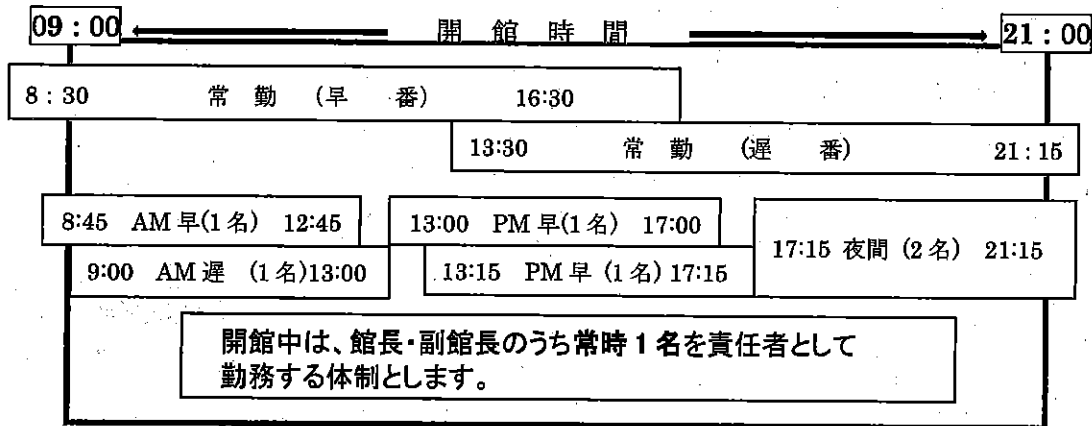 09：00 開館時間 21：00
8：30 常勤 (早番) 16:30
13:30 常勤 (遅番) 21：15
8:45 AM早(1名) 12:45
13:00 PM早(1名) 17:00
17:15 夜間 (2名) 21:15
9:00 AM遅 (1名)13:00
13:15 PM早 (1名) 17:15
開館中は、館長・副館長のうち常時1名を責任者として
勤務する体制とします。